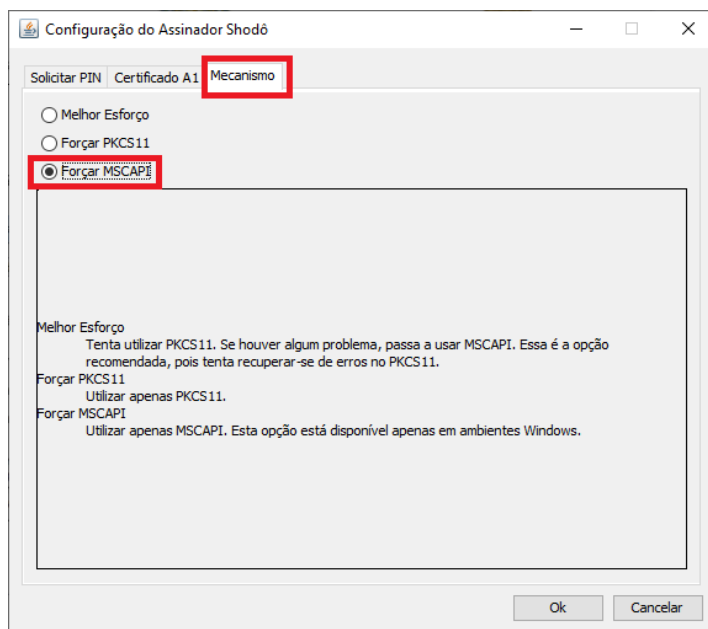 Configuração do Assinador Shodô
Solicitar PIN Certificado A1 Mecanismo
Melhor Esforço
Forçar PKCS11
Forçar MSCAPI
Melhor Esforço
Tenta utilizar PKCS11. Se houver algum problema, passa a usar MSCAPI. Essa é a opção
recomendada, pois tenta recuperar-se de erros no PKCS11.
Forçar PKCS11
Utilizar apenas PKCS11.
Forçar MSCAPI
Utilizar apenas MSCAPI. Esta opção está disponível apenas em ambientes Windows.
Ok Cancelar